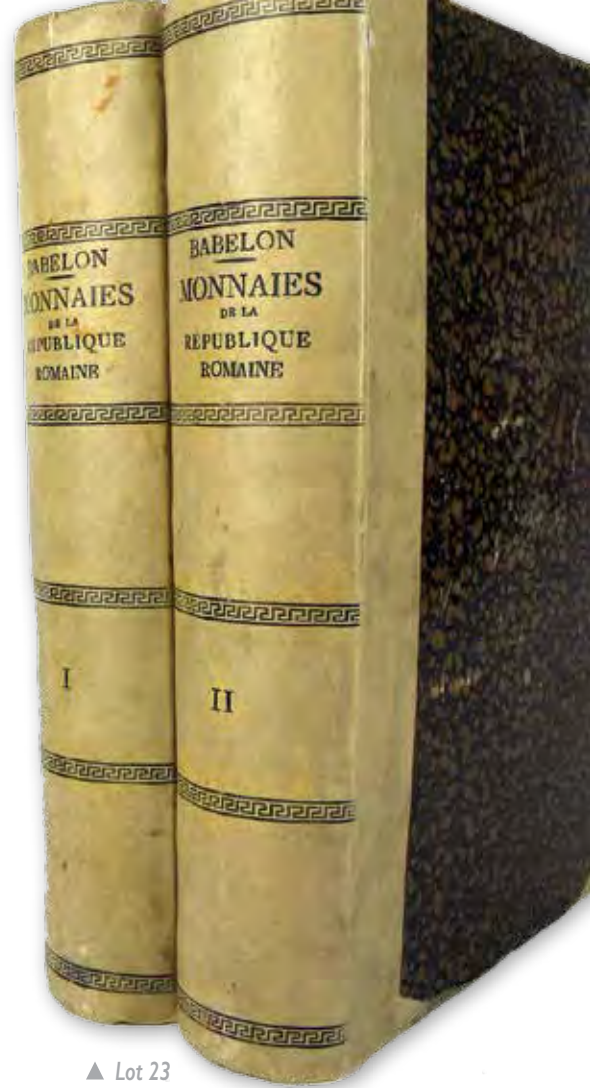 BABELON
MONNAIES
DE LA
RÉPUBLIQUE
ROMAINE
I
BABELON
MONNAIES
DE LA
RÉPUBLIQUE
ROMAINE
II
▲ Lot 23